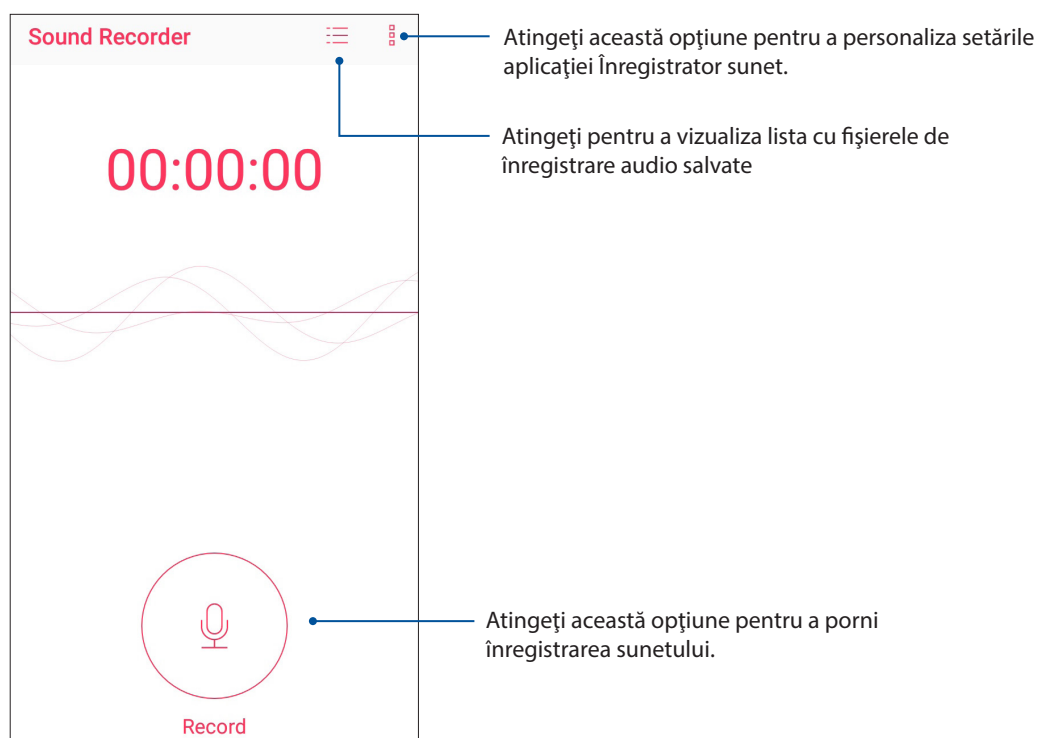 Sound Recorder
Atingeţi această opţiune pentru a personaliza setările
aplicaţiei Înregistrator sunet.
Atingeţi pentru a vizualiza lista cu fişierele de
înregistrare audio salvate
00:00:00
Atingeţi această opţiune pentru a porni
înregistrarea sunetului.
Record